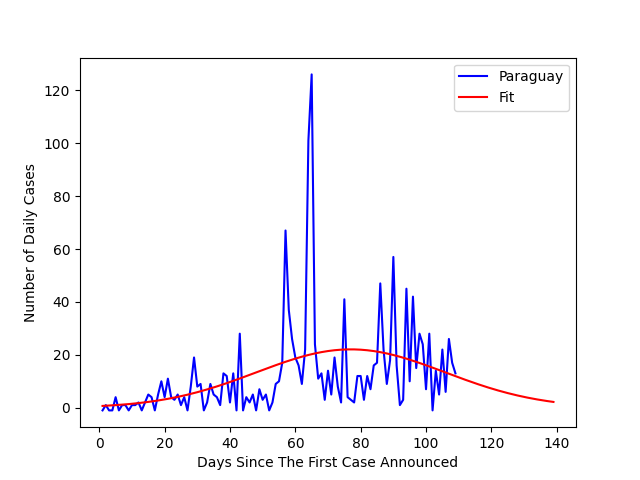 Paraguay
Fit
120
100
80
60
40
20
0
Number of Daily Cases
0 20 40 60 80 100 120 140
Days Since The First Case Announced